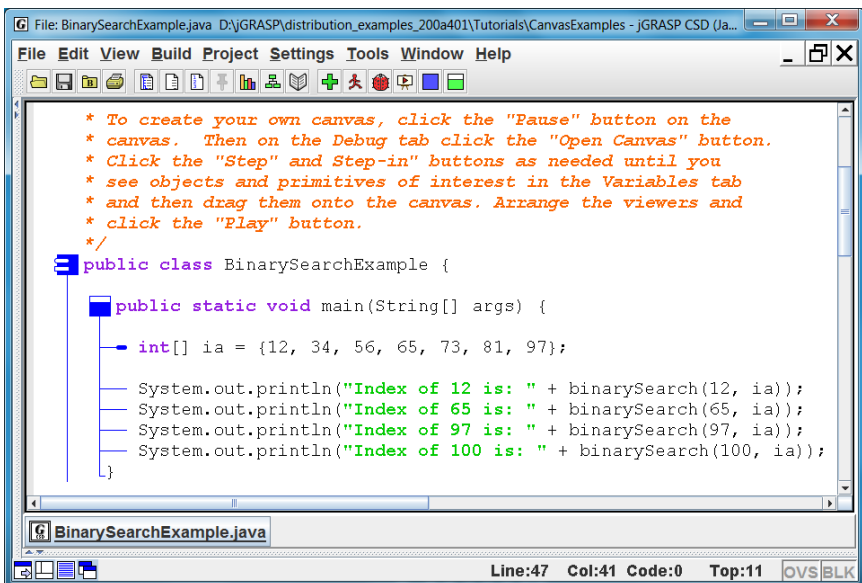 File: BinarySearchExample.java D:\jGRASP\distribution_examples_200a401\Tutorials\CanvasExamples - jGRASP CSD (Ja...
File Edit View Build Project Settings Tools Window Help
* To create your own canvas, click the "Pause" button on the
* canvas. Then on the Debug tab click the "Open Canvas" button.
* Click the "Step" and Step-in" buttons as needed until you
* see objects and primitives of interest in the Variables tab
* and then drag them onto the canvas. Arrange the viewers and
* click the "Play" button.
*/
public class BinarySearchExample {
public static void main(String[] args) {
int[] ia = {12, 34, 56, 65, 73, 81, 97};
System.out.println("Index of 12 is: " + binarySearch(12, ia));
System.out.println("Index of 65 is: " + binarySearch(65, ia));
System.out.println("Index of 97 is: " + binarySearch(97, ia));
System.out.println("Index of 100 is: " + binarySearch(100, ia));
}
BinarySearchExample.java
Line:47 Col:41 Code:0 Top:11 OVS BLK